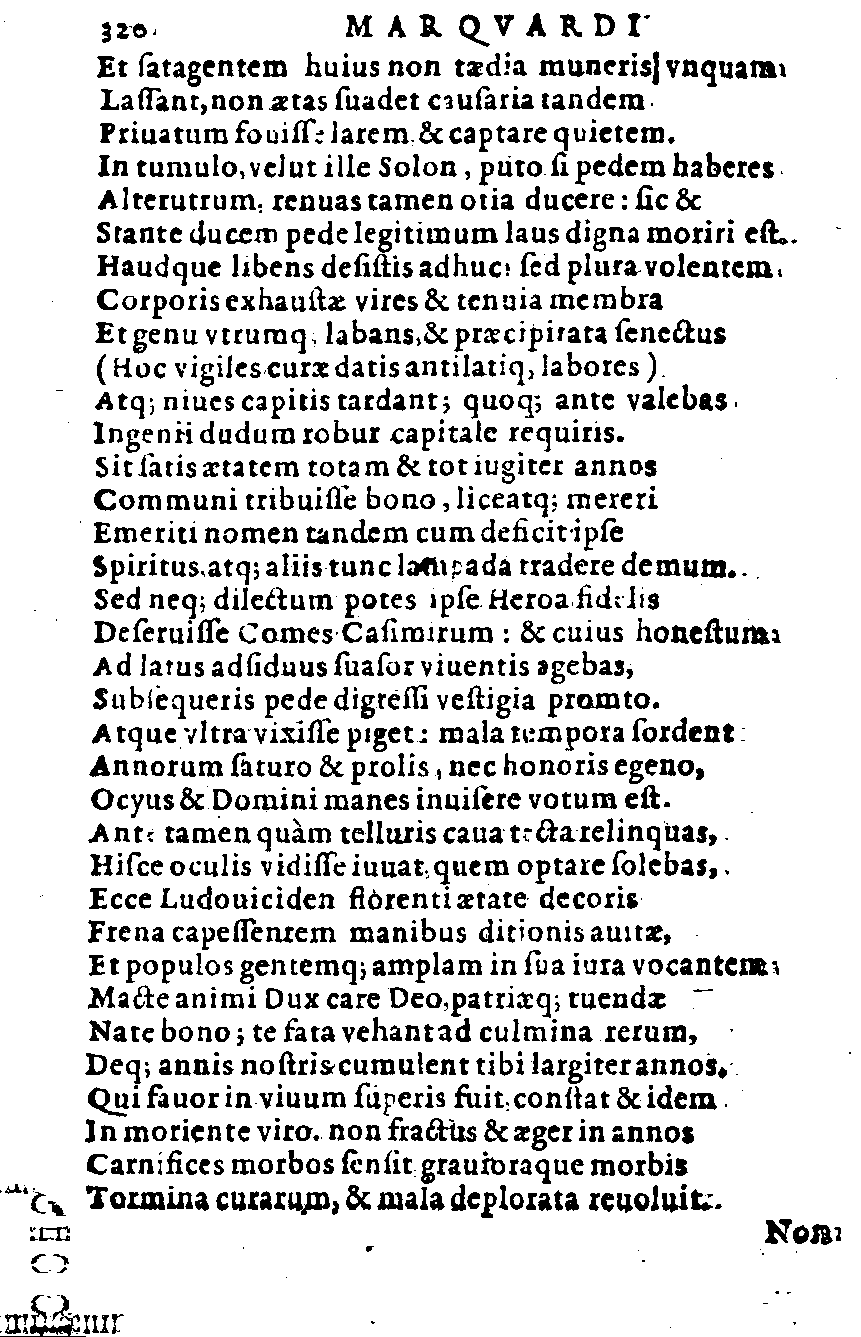 320.
MARQVARDI
Et ſatagentem huius non tædia muneris vnquam
Laſſant, non ætas ſuadet cauſaria tandem
Priuatum fouiſſe larem & captare quietem.
In tumulo, velut ille Solon, puto ſi pedem haberes
Alterutrum, renuas tamen otia ducere: ſic &
Stante ducem pede legitimum laus digna moriri eſt.
Haudque libens deſiſtis adhuc: ſed plura volentem,
Corporis exhauſtæ vires & tenuia membra
Et genu vtrumq; labans, & præcipitata ſenectus
(Hoc vigiles curæ datis antilatiq, labores).
Atq; niues capitis tardant; quoq; ante valebas
Ingenii dudum robur capitale requiris.
Sit ſatis ætatem totam & tot iugiter annos
Communi tribuiſſe bono, liceatq; mereri
Emeriti nomen tandem cum deficit ipſe
Spiritus, atq; aliis tunc lampada tradere demum.
Sed neq; dilectum potes ipſe Heroa fidelis
Deſeruiſſe Comes Caſimirum: & cuius honeſtum
Ad latus adſiduus ſuaſor viuentis agebas,
Subſequeris pede digreſſi veſtigia promto.
Atque vltra vixiſſe piget: mala tempora ſordent:
Annorum ſaturo & prolis, nec honoris egeno,
Ocyus & Domini manes inuiſere votum eſt.
Ante tamen quàm telluris caua tecta relinquas,
Hiſce oculis vidiſſe iuuat, quem optare ſolebas,
Ecce Ludouiciden florenti ætate decoris
Frena capeſſentem manibus ditionis auitæ,
Et populos gentemq; amplam in ſua iura vocantem:
Macte animi Dux care Deo, patriæq; tuendæ
Nate bono; te fata vehant ad culmina rerum,
Deq; annis noſtris cumulent tibi largiter annos.
Qui fauor in viuum ſuperis fuit, conſtat & idem
In moriente viro. non fractus & æger in annos
Carnifices morbos ſenſit grauioraque morbis
Tormina curarum, & mala deplorata reuoluit.
Non